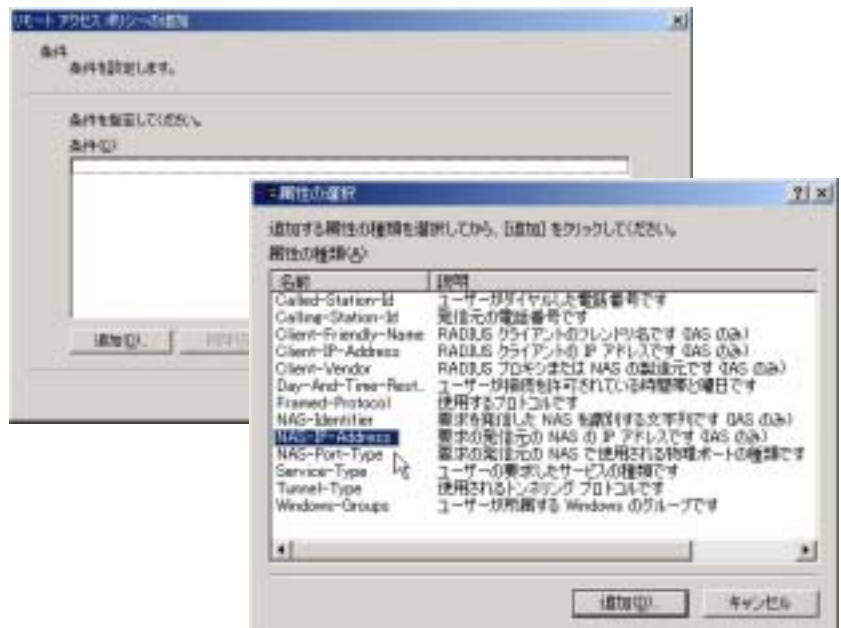 リモート アクセス ポリシーの追加
条件
条件を設定します。
条件を指定してください。
条件(C)
追加(D)...
属性の選択
追加する属性の種類を選択してから、[追加] をクリックしてください。
属性の種類(A)
名前 説明
Called-Station-Id ユーザーがダイヤルした電話番号です
Calling-Station-Id 発信元の電話番号です
Client-Friendly-Name RADIUS クライアントのフレンドリ名です (IAS のみ)
Client-IP-Address RADIUS クライアントの IP アドレスです (IAS のみ)
Client-Vendor RADIUS プロキシまたは NAS の製造元です (IAS のみ)
Day-And-Time-Rest... ユーザーが接続を許可されている時間帯と曜日です
Framed-Protocol 使用するプロトコルです
NAS-Identifier 要求を発信した NAS を識別する文字列です (IAS のみ)
NAS-IP-Address 要求の発信元の NAS の IP アドレスです (IAS のみ)
NAS-Port-Type 要求の発信元の NAS で使用される物理ポートの種類です
Service-Type ユーザーの要求したサービスの種類です
Tunnel-Type 使用されるトンネリング プロトコルです
Windows-Groups ユーザーが所属する Windows のグループです
追加(D)...
キャンセル